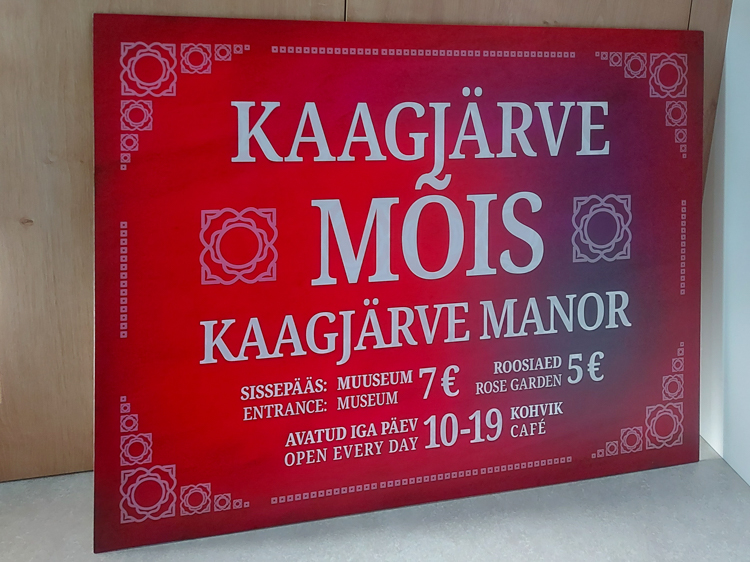 KAAGJÄRVE
MÕIS
KAAGJÄRVE MANOR
SISSEPÄÄS: MUUSEUM 7€ ROOSIAED 5€
ENTRANCE: MUSEUM ROSE GARDEN
AVATUD IGA PÄEV 10-19 KOHVIK
OPEN EVERY DAY CAFÉ